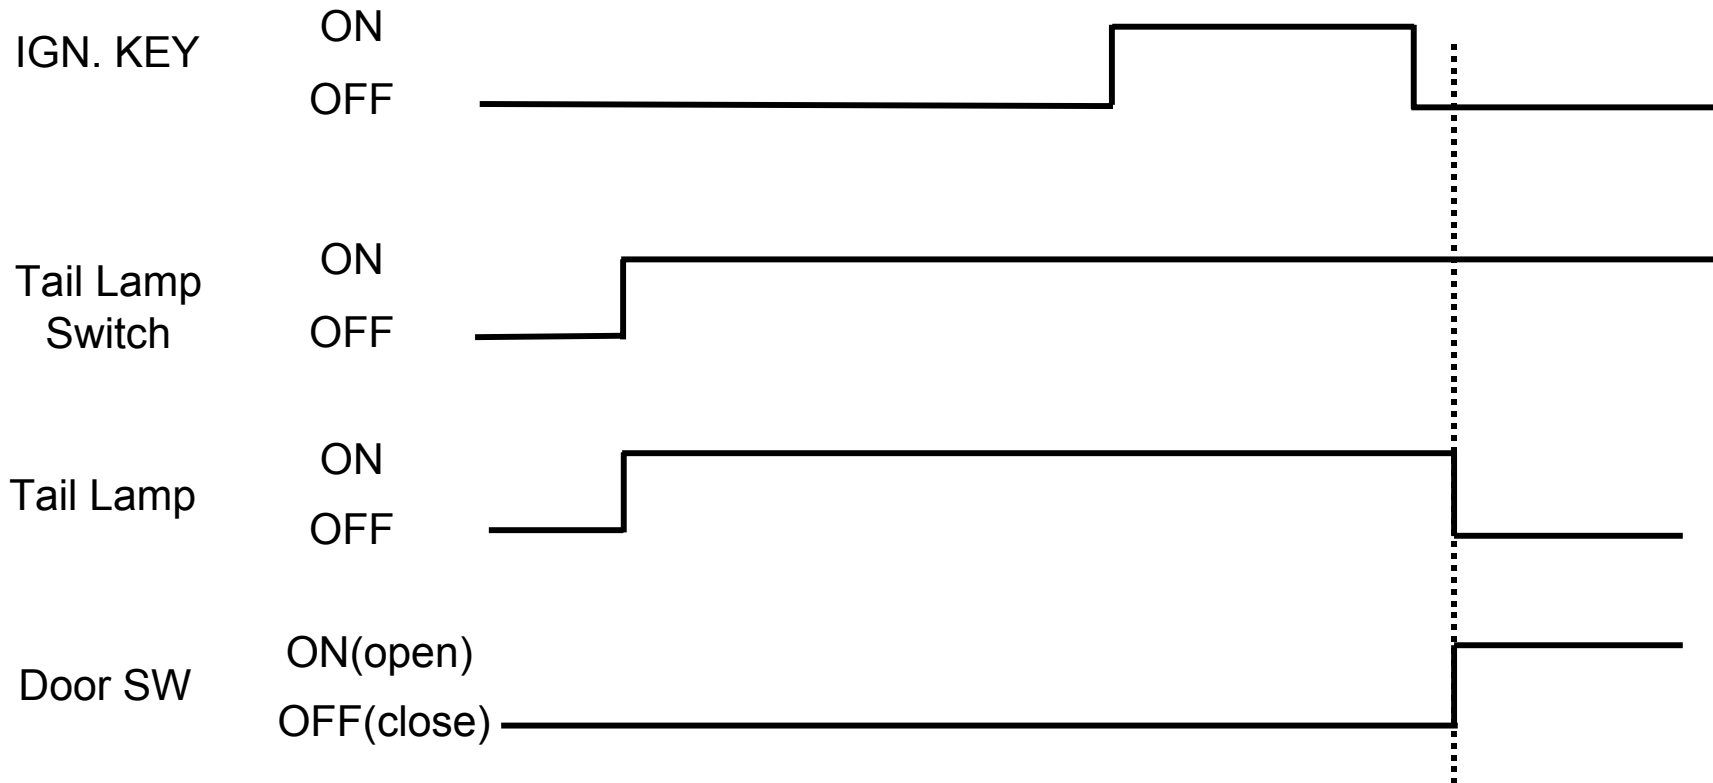 IGN. KEY
ON
OFF
Tail Lamp
Switch
ON
OFF
Tail Lamp
ON
OFF
Door SW
ON(open)
OFF(close)